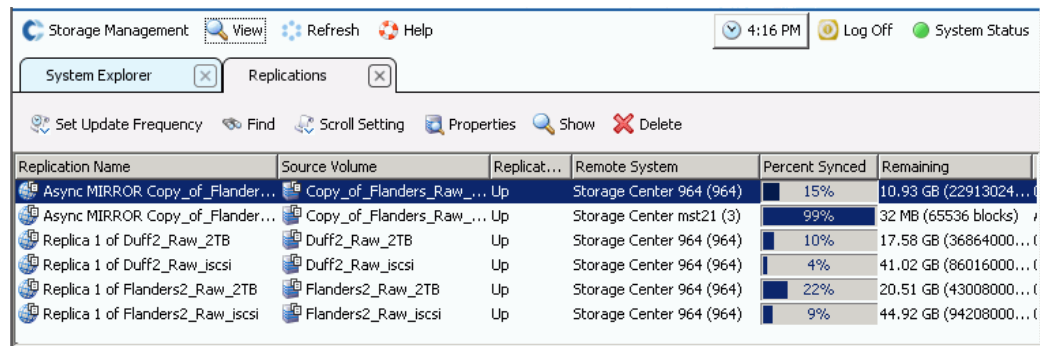 Storage Management View Refresh Help 4:16 PM Log Off System Status
System Explorer Replications
Set Update Frequency Find Scroll Setting Properties Show Delete
Replication Name Source Volume Replicat... Remote System Percent Synced Remaining
Async MIRROR Copy_of_Flander... Copy_of_Flanders_Raw_... Up Storage Center 964 (964) 15% 10.93 GB (22913024...
Async MIRROR Copy_of_Flander... Copy_of_Flanders_Raw_... Up Storage Center mst21 (3) 99% 32 MB (65536 blocks)
Replica 1 of Duff2_Raw_2TB Duff2_Raw_2TB Up Storage Center 964 (964) 10% 17.58 GB (36864000...
Replica 1 of Duff2_Raw_iscsi Duff2_Raw_iscsi Up Storage Center 964 (964) 4% 41.02 GB (86016000...
Replica 1 of Flanders2_Raw_2TB Flanders2_Raw_2TB Up Storage Center 964 (964) 22% 20.51 GB (43008000...
Replica 1 of Flanders2_Raw_iscsi Flanders2_Raw_iscsi Up Storage Center 964 (964) 9% 44.92 GB (94208000...